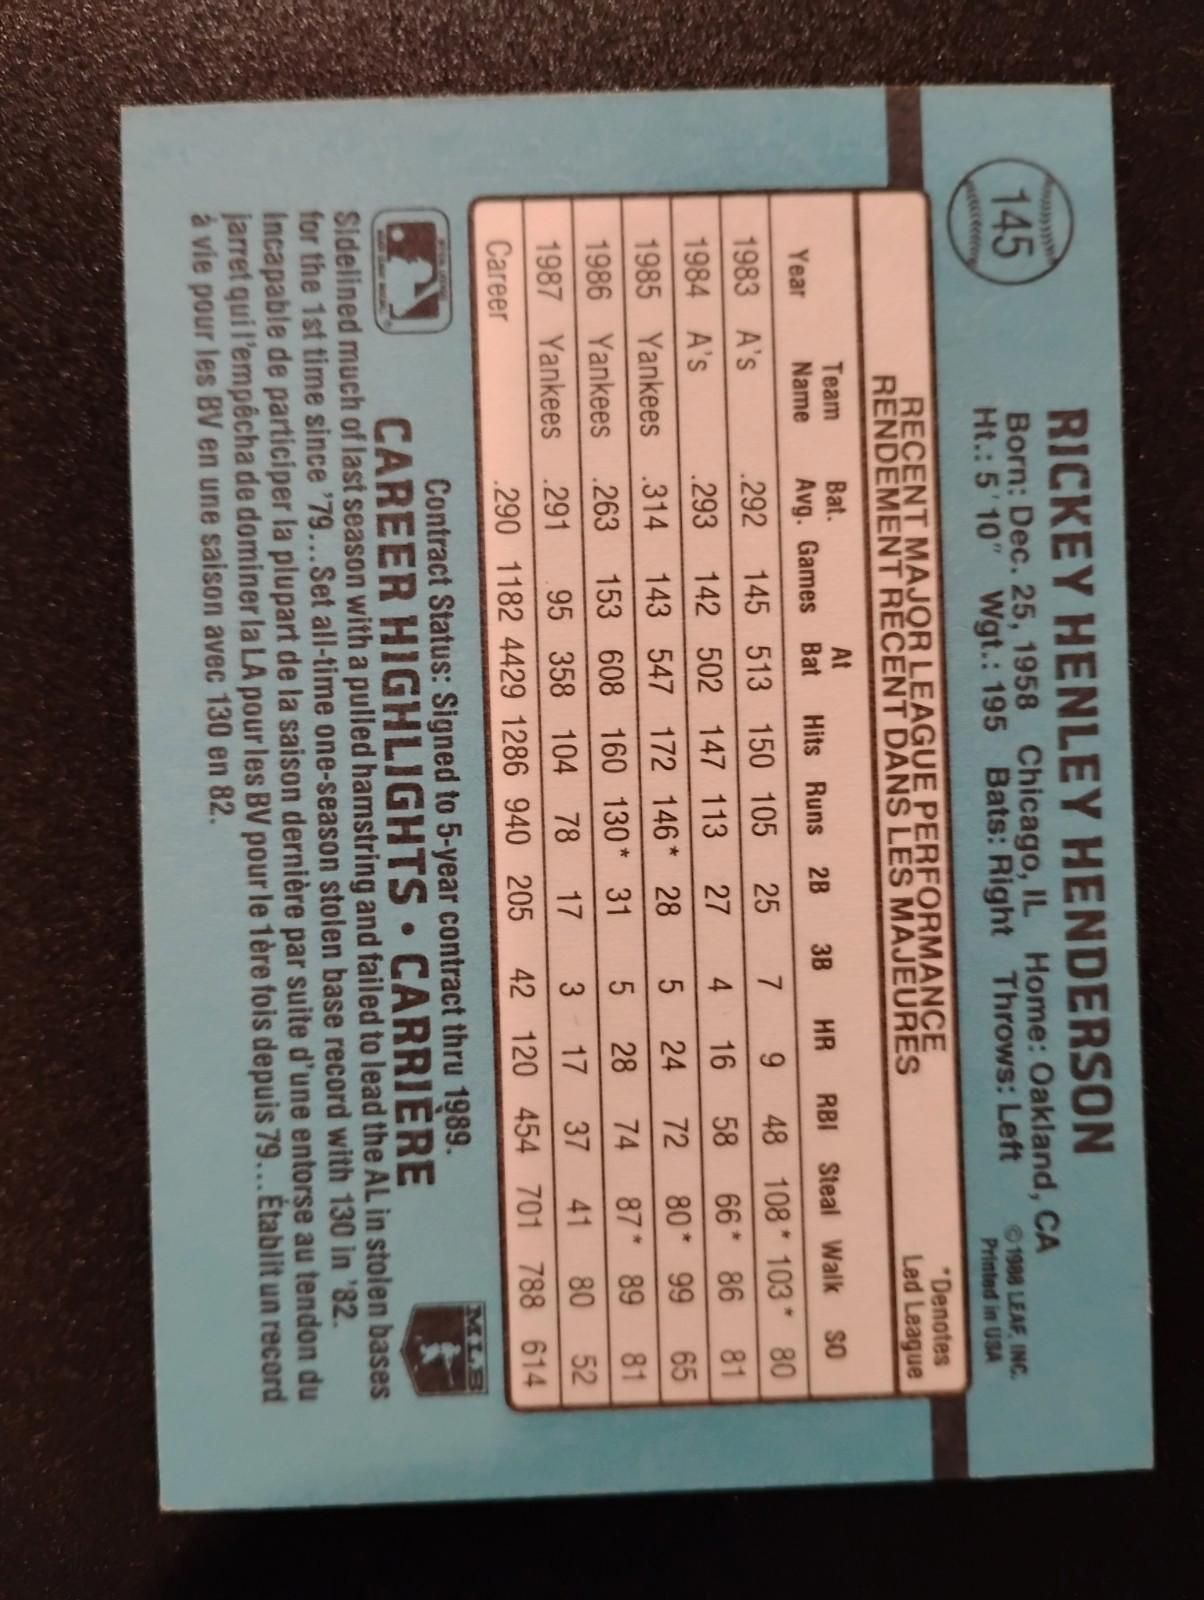 145
RICKEY HENLEY HENDERSON
Born: Dec. 25, 1958 Chicago, IL Home: Oakland, CA
Ht.: 5'10" Wgt.: 195 Bats: Right Throws: Left
©1988 LEAF, INC.
Printed in USA
RECENT MAJOR LEAGUE PERFORMANCE
RENDEMENT RÉCENT DANS LES MAJEURES
*Denotes
Led League
Year Team Name Bat. Avg. Games At Bat Hits Runs 2B 3B HR RBI Steal Walk SO
1983 A's .292 145 513 150 105 25 7 9 48 108* 103* 80
1984 A's .293 142 502 147 113 27 4 16 58 66* 86 81
1985 Yankees .314 143 547 172 146* 28 5 24 72 80* 99 65
1986 Yankees .263 153 608 160 130* 31 5 28 74 87* 89 81
1987 Yankees .291 95 358 104 78 17 3 17 37 41 80 52
Career .290 1182 4429 1286 940 205 42 120 454 701 788 614
Contract Status: Signed to 5-year contract thru 1989.
CAREER HIGHLIGHTS • CARRIÈRE
MLB
Sidelined much of last season with a pulled hamstring and failed to lead the AL in stolen bases
for the 1st time since '79...Set all-time one-season stolen base record with 130 in '82.
Incapable de participer la plupart de la saison dernière par suite d'une entorse au tendon du
jarret qui l'empêcha de dominer la LA pour les BV pour le 1ère fois depuis 79...Établit un record
à vie pour les BV en une saison avec 130 en 82.